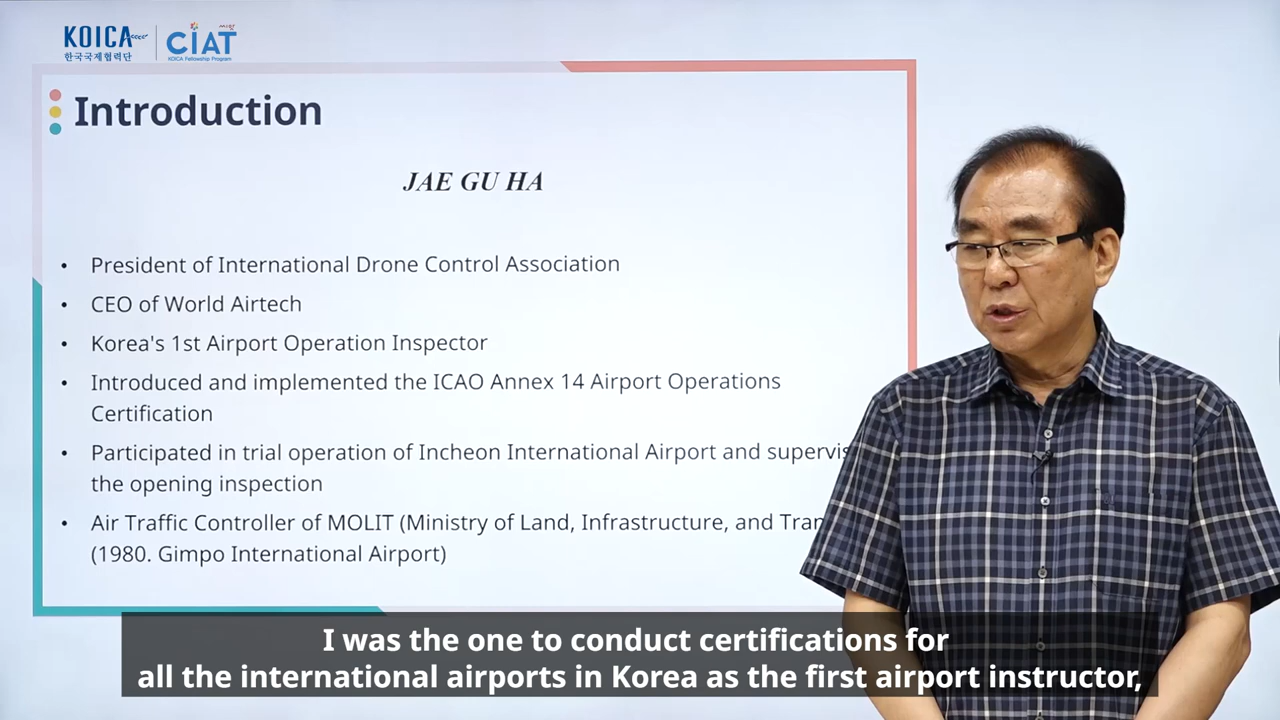 KOICA
한국국제협력단
씨앗
CIAT
KOICA Fellowship Program
Introduction
JAE GU HA
• President of International Drone Control Association
• CEO of World Airtech
• Korea's 1st Airport Operation Inspector
• Introduced and implemented the ICAO Annex 14 Airport Operations
Certification
• Participated in trial operation of Incheon International Airport and supervis
the opening inspection
• Air Traffic Controller of MOLIT (Ministry of Land, Infrastructure, and Tran
(1980. Gimpo International Airport)
I was the one to conduct certifications for
all the international airports in Korea as the first airport instructor,